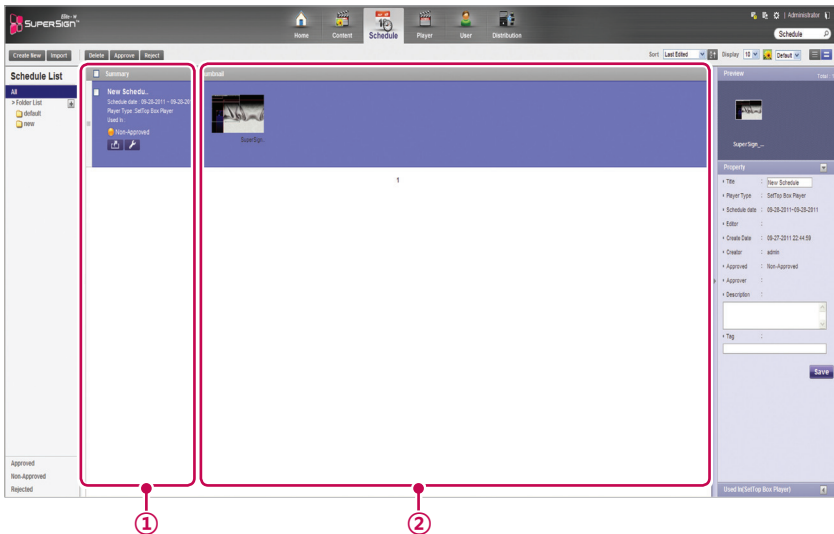 Elite-w
SUPERSIGN™
Home
Content
Schedule
Player
User
Distribution
| Administrator
Schedule
Create New
Import
Delete
Approve
Reject
Sort
Last Edited
Display
10
Default
Schedule List
All
> Folder List
default
new
Approved
Non-Approved
Rejected
Summary
New Schedu..
Schedule date : 09-28-2011 ~ 09-28-20
Player Type: SetTop Box Player
Used in :
Non-Approved
umbnail
SuperSign.
1
Preview
Total : 1
SuperSign_...
Property
Title : New Schedule
Player Type : SetTop Box Player
Schedule date : 09-28-2011~09-28-2011
Editor :
Create Date : 09-27-2011 22:44:59
Creator : admin
Approved : Non-Approved
Approver :
Description :
Tag :
Save
Used In(SetTop Box Player)
①
②